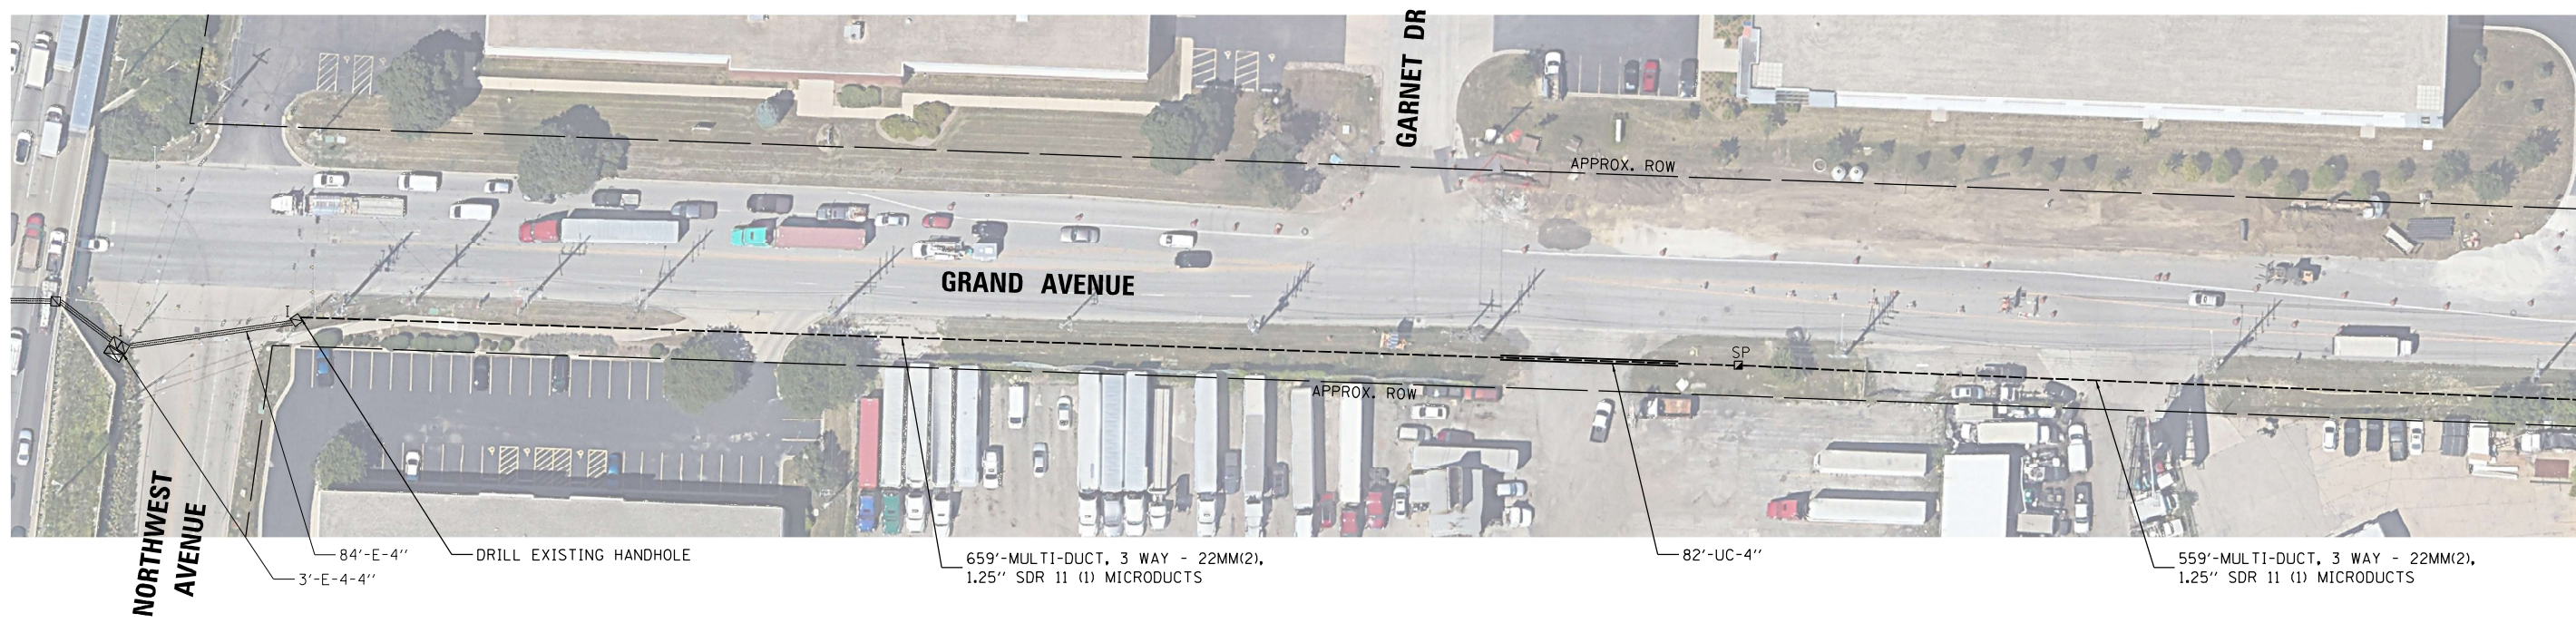 GARNET DR
APPROX. ROW
GRAND AVENUE
I
I
SP
APPROX. ROW
NORTHWEST
AVENUE
84'-E-4"
3'-E-4-4"
DRILL EXISTING HANDHOLE
659'-MULTI-DUCT, 3 WAY - 22MM(2),
1.25" SDR 11 (1) MICRODUCTS
82'-UC-4"
559'-MULTI-DUCT, 3 WAY - 22MM(2),
1.25" SDR 11 (1) MICRODUCTS